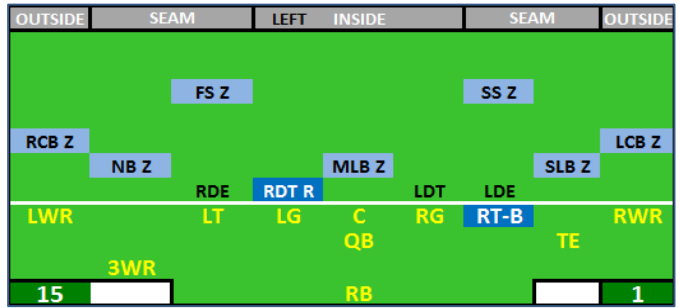 OUTSIDE SEAM LEFT INSIDE SEAM OUTSIDE
FS Z SS Z
RCB Z LCB Z
NB Z MLB Z SLB Z
RDE RDT R LDT LDE
LWR LT LG C RG RT-B RWR
QB TE
3WR
15 RB 1